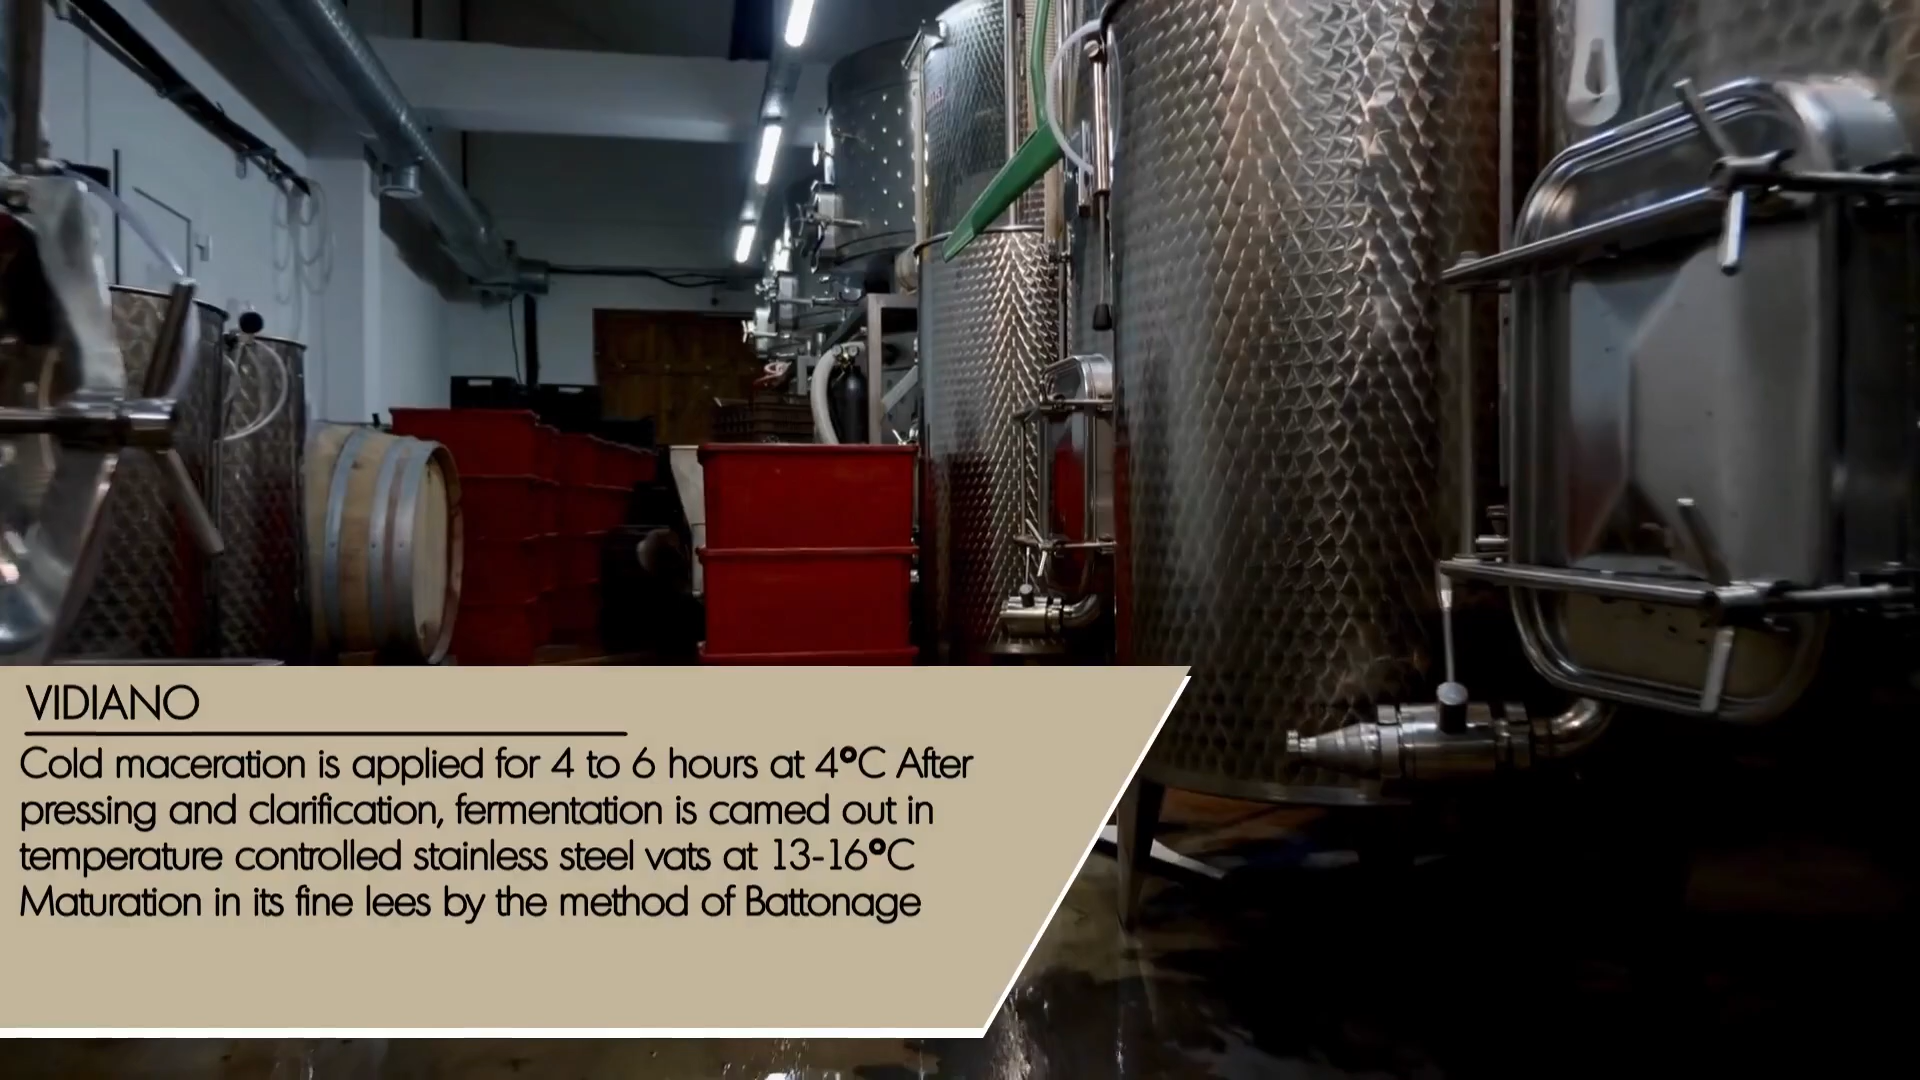 VIDIANO
Cold maceration is applied for 4 to 6 hours at 4°C After
pressing and clarification, fermentation is carned out in
temperature controlled stainless steel vats at 13-16°C
Maturation in its fine lees by the method of Battonage